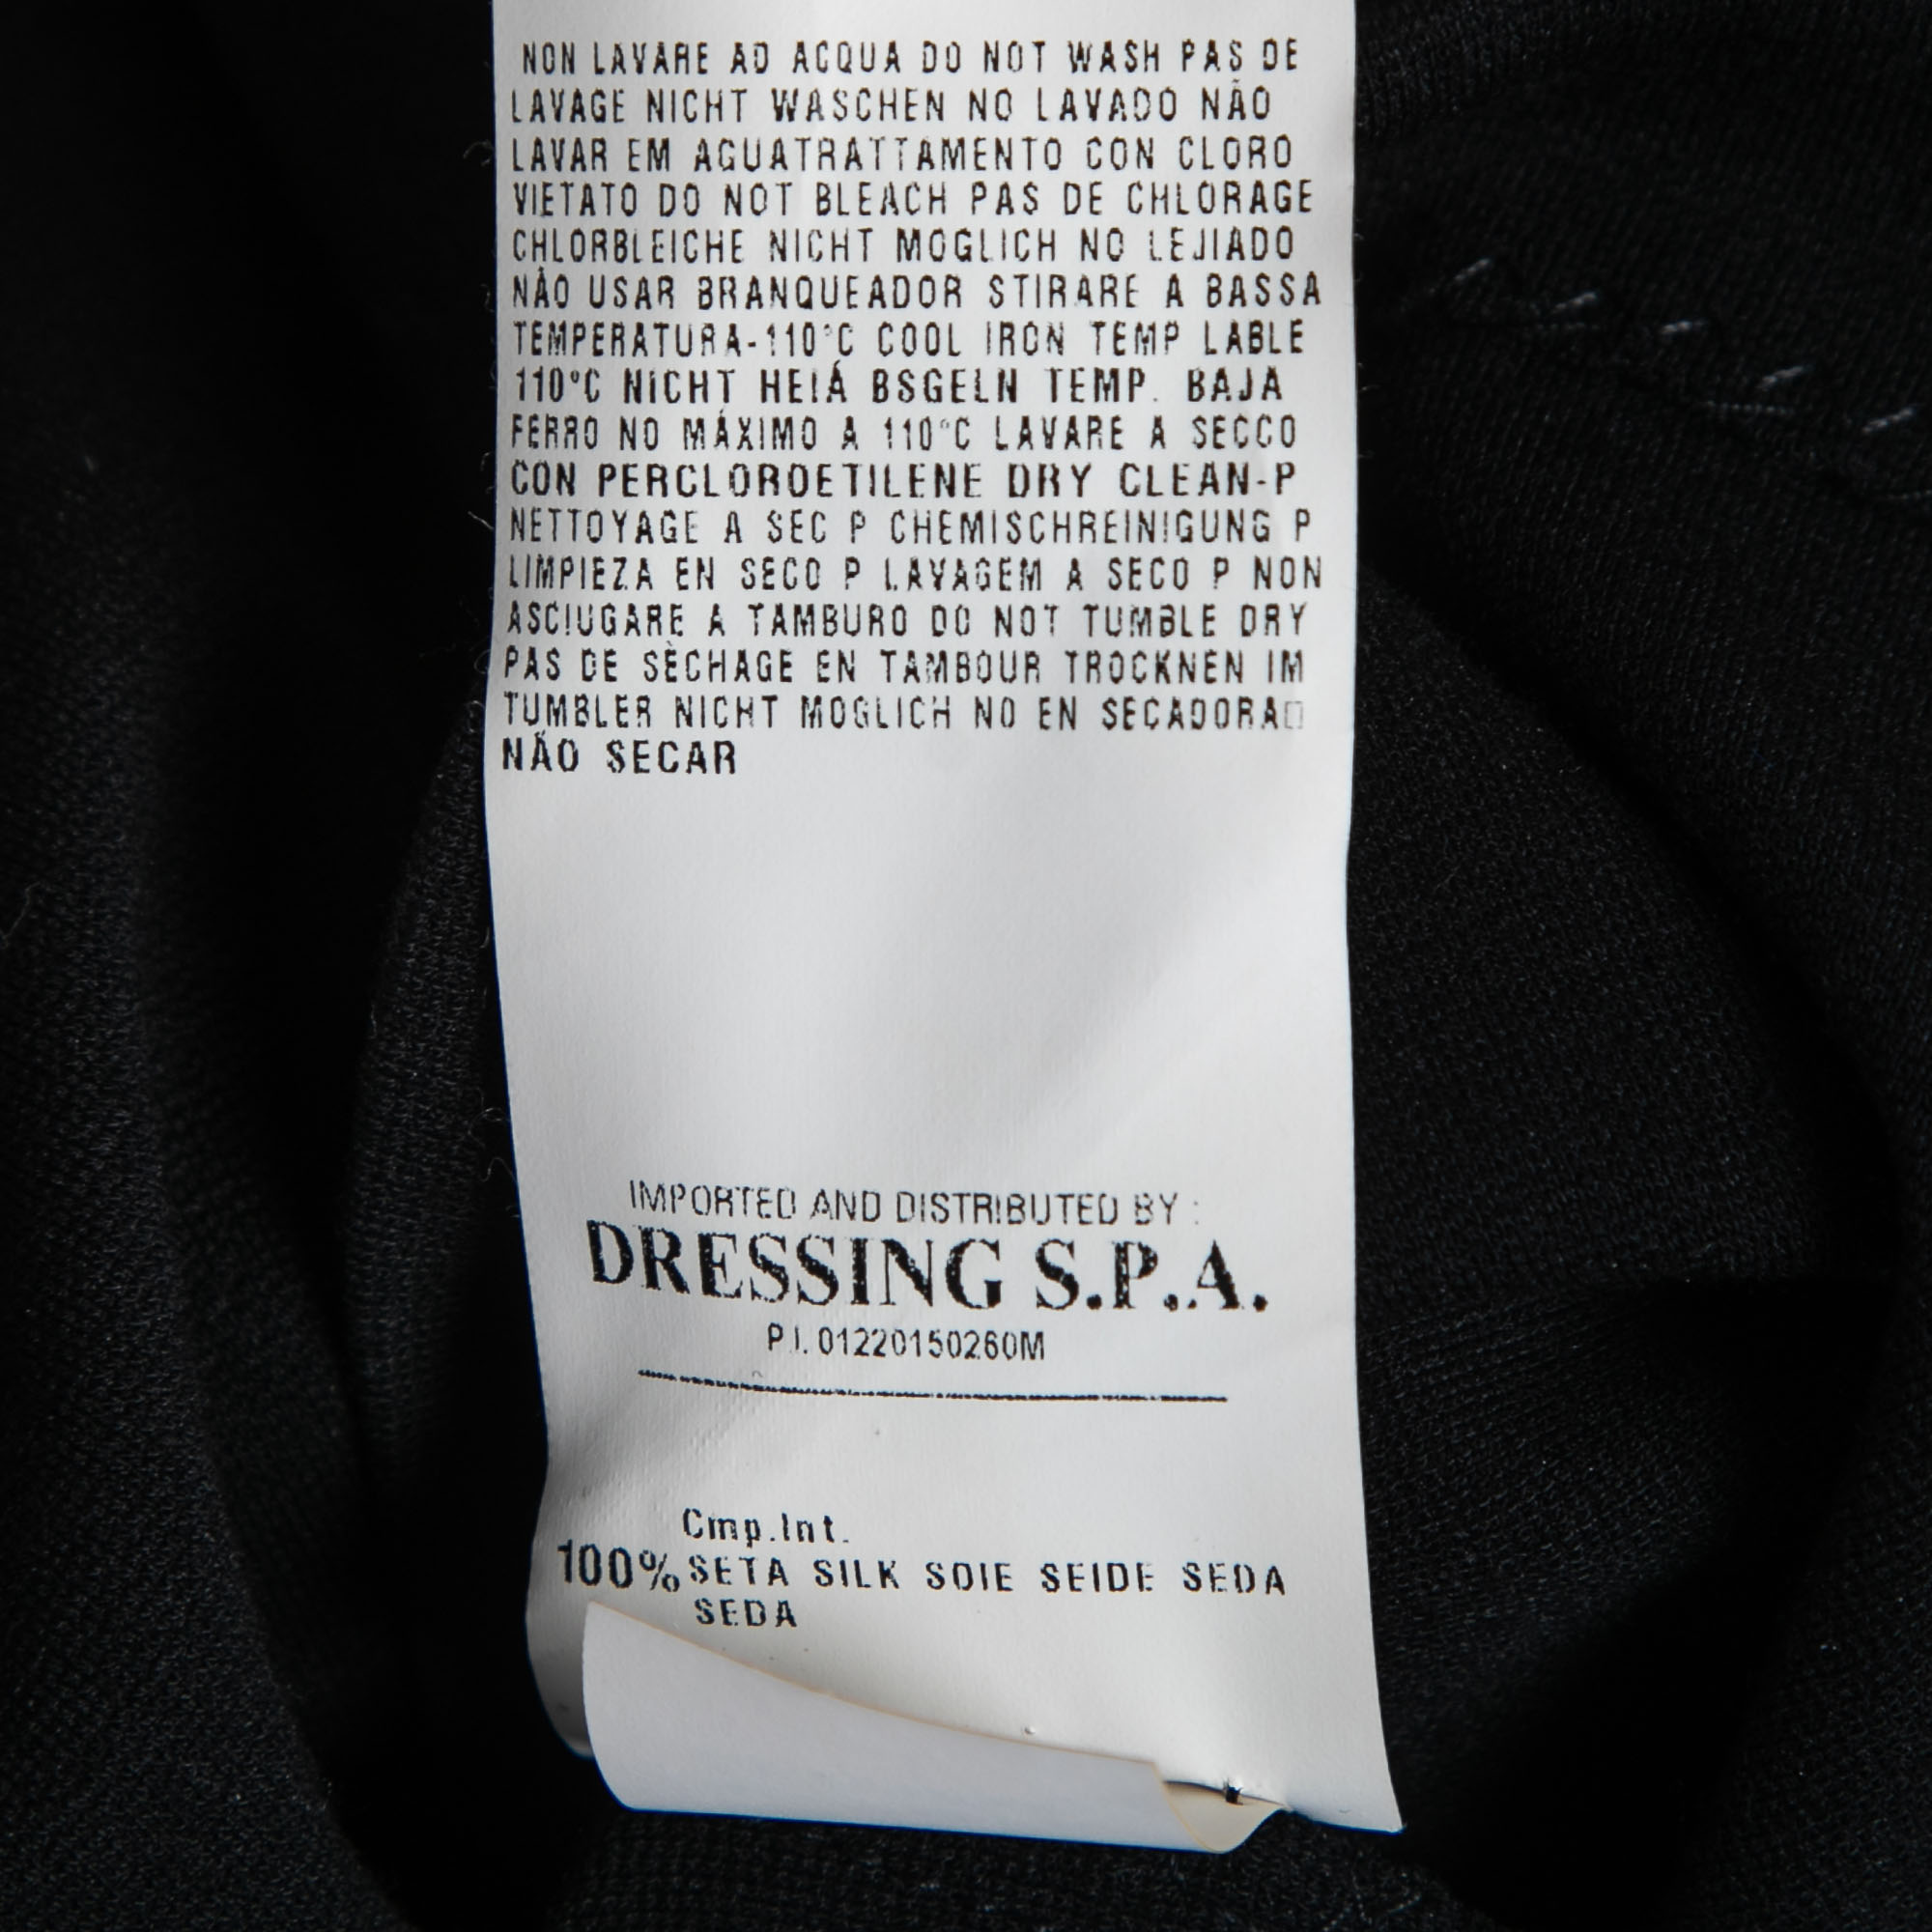 NON LAVARE AD ACQUA DO NOT WASH PAS DE
LAVAGE NICHT WASCHEN NO LAVADO NÃO
LAVAR EM AGUATRATTAMENTO CON CLORO
VIETATO DO NOT BLEACH PAS DE CHLORAGE
CHLORBLEICHE NICHT MOGLICH NO LEJIADO
NÃO USAR BRANQUEADOR STIRARE A BASSA
TEMPERATURA-110°C COOL IRON TEMP LABLE
110°C NICHT HEIÁ BSGELN TEMP. BAJA
FERRO NO MÁXIMO A 110°C LAVARE A SECCO
CON PERCLOROETILENE DRY CLEAN-P
NETTOYAGE A SEC P CHEMISCHREINIGUNG P
LIMPIEZA EN SECO P LAVAGEM A SECO P NON
ASCIUGARE A TAMBURO DO NOT TUMBLE DRY
PAS DE SÈCHAGE EN TAMBOUR TROCKNEN IM
TUMBLER NICHT MOGLICH NO EN SECADORA□
NÃO SECAR
IMPORTED AND DISTRIBUTED BY :
DRESSING S.P.A.
P.I. 01220150260M
Cmp.Int.
100% SETA SILK SOIE SEIDE SEDA
SEDA